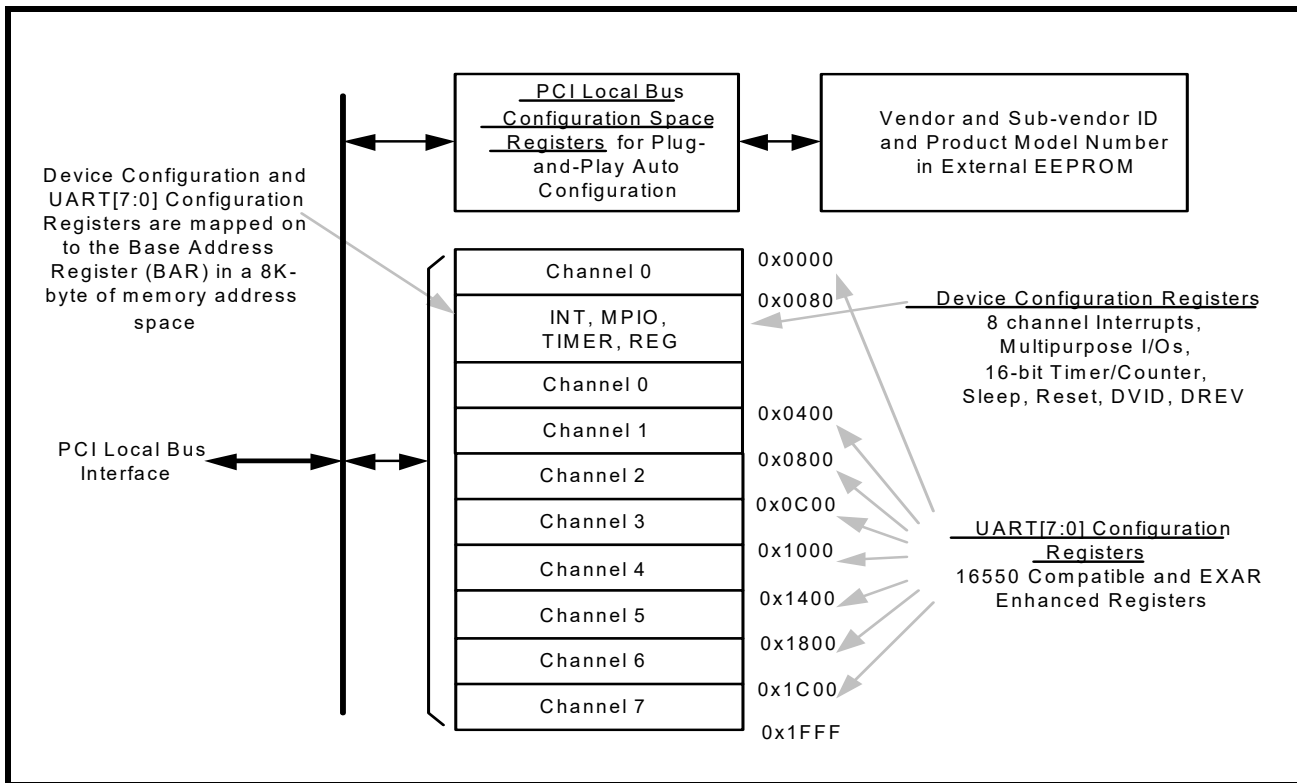 PCI Local Bus
Configuration Space
Registers for Plug-
and-Play Auto
Configuration
Vendor and Sub-vendor ID
and Product Model Number
in External EEPROM
Device Configuration and
UART[7:0] Configuration
Registers are mapped on
to the Base Address
Register (BAR) in a 8K-
byte of memory address
space
Channel 0
0x0000
INT, MPIO,
TIMER, REG
0x0080
Device Configuration Registers
8 channel Interrupts,
Multipurpose I/Os,
16-bit Timer/Counter,
Sleep, Reset, DVID, DREV
Channel 0
0x0400
Channel 1
PCI Local Bus
Interface
0x0800
Channel 2
0x0C00
Channel 3
0x1000
Channel 4
0x1400
Channel 5
0x1800
Channel 6
0x1C00
Channel 7
0x1FFF
UART[7:0] Configuration
Registers
16550 Compatible and EXAR
Enhanced Registers